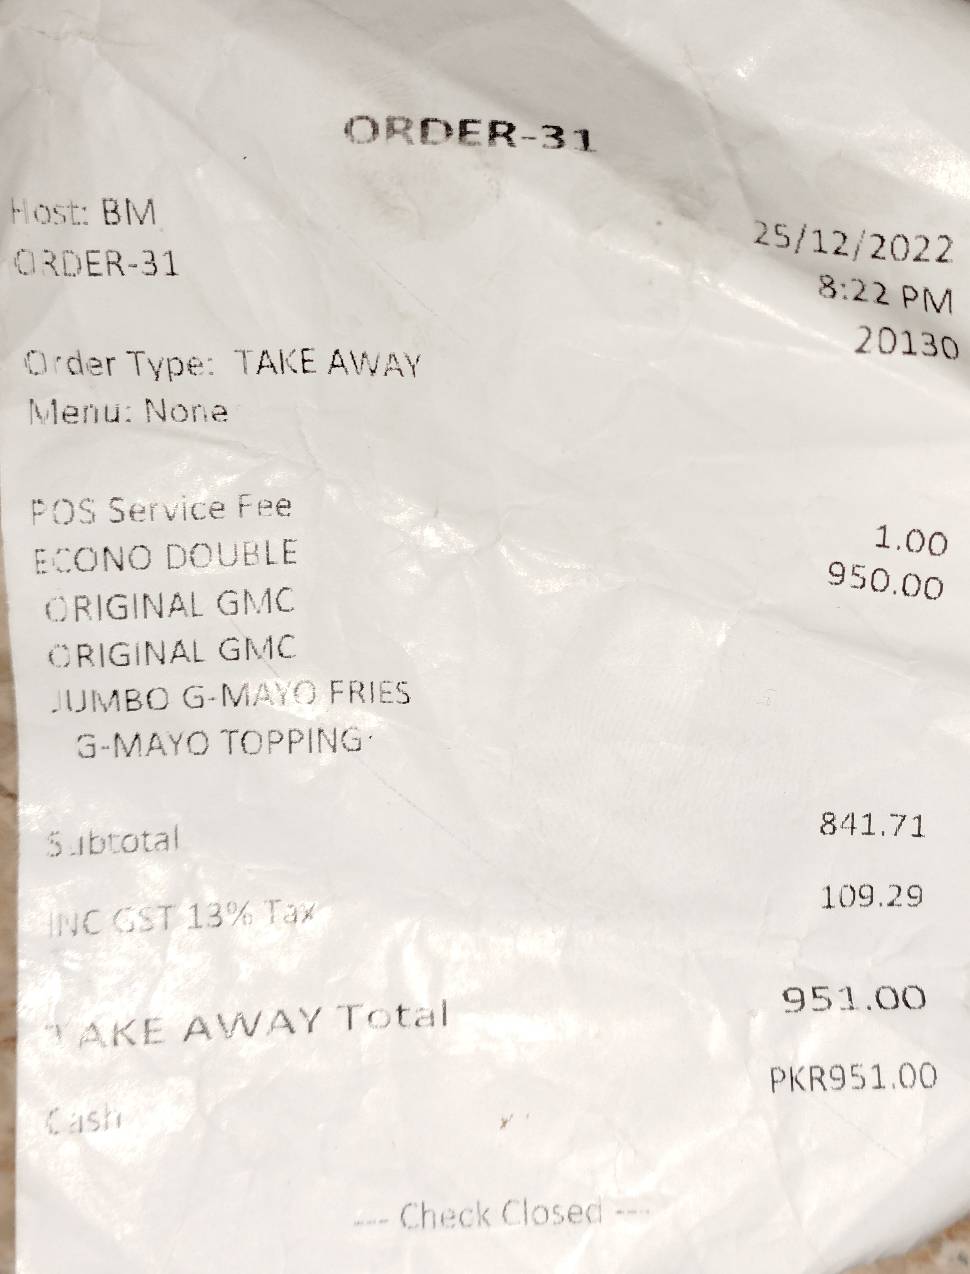 ORDER-31
Host: BM
25/12/2022
ORDER-31
8:22 PM
20130
Order Type: TAKE AWAY
Menu: None
POS Service Fee 1.00
ECONO DOUBLE 950.00
ORIGINAL GMC
ORIGINAL GMC
JUMBO G-MAYO FRIES
G-MAYO TOPPING
Subtotal 841.71
INC GST 13% Tax 109.29
TAKE AWAY Total 951.00
Cash PKR951.00
--- Check Closed ---